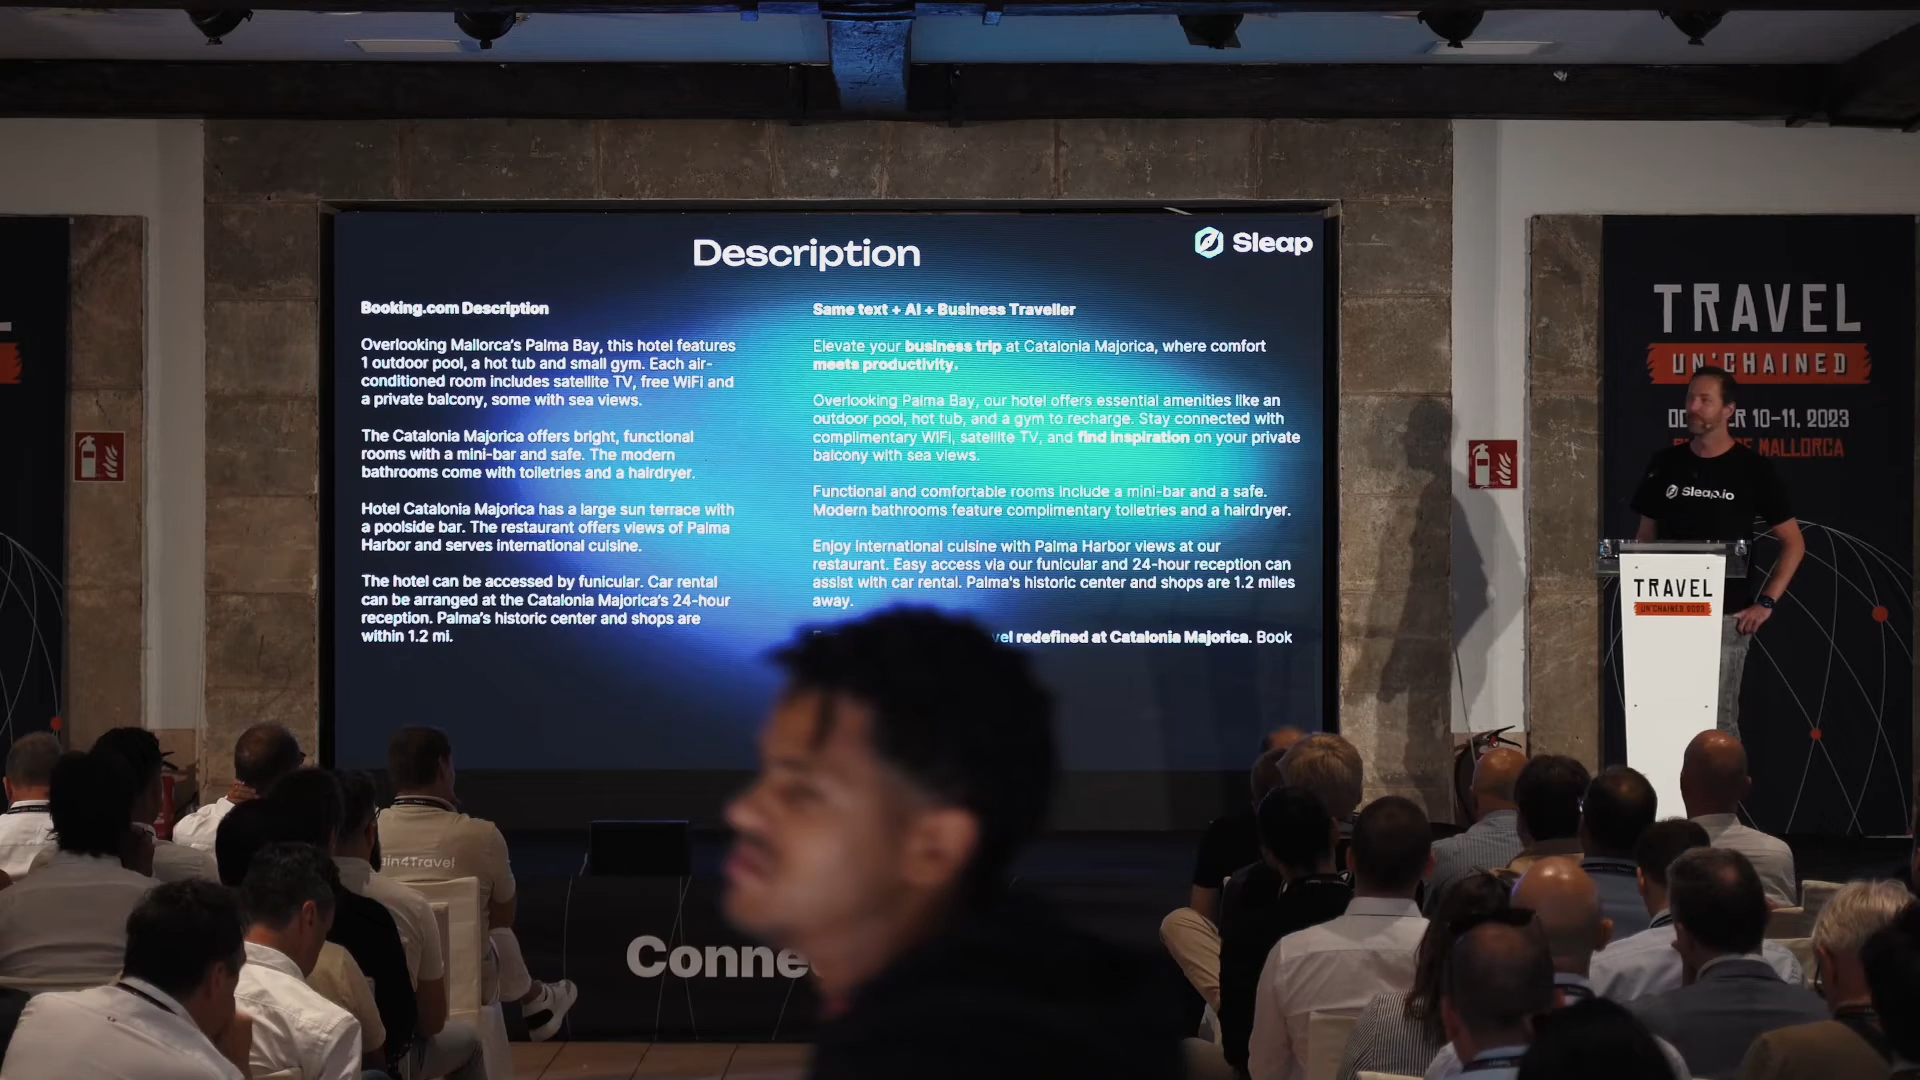 Description
Sleap
Booking.com Description
Overlooking Mallorca's Palma Bay, this hotel features
1 outdoor pool, a hot tub and small gym. Each air-
conditioned room includes satellite TV, free WiFi and
a private balcony, some with sea views.
The Catalonia Majorica offers bright, functional
rooms with a mini-bar and safe. The modern
bathrooms come with toiletries and a hairdryer.
Hotel Catalonia Majorica has a large sun terrace with
a poolside bar. The restaurant offers views of Palma
Harbor and serves international cuisine.
The hotel can be accessed by funicular. Car rental
can be arranged at the Catalonia Majorica's 24-hour
reception. Palma's historic center and shops are
within 1.2 mi.
Same text + AI + Business Traveller
Elevate your business trip at Catalonia Majorica, where comfort
meets productivity.
Overlooking Palma Bay, our hotel offers essential amenities like an
outdoor pool, hot tub, and a gym to recharge. Stay connected with
complimentary WiFi, satellite TV, and find inspiration on your private
balcony with sea views.
Functional and comfortable rooms include a mini-bar and a safe.
Modern bathrooms feature complimentary toiletries and a hairdryer.
Enjoy international cuisine with Palma Harbor views at our
restaurant. Easy access via our funicular and 24-hour reception can
assist with car rental. Palma's historic center and shops are 1.2 miles
away.
redefined at Catalonia Majorica. Book
TRAVEL
UN'CHAINED
10-11, 2023
MALLORCA
Sleap.io
TRAVEL
UN'CHAINED 2023
ain4Travel
Conne